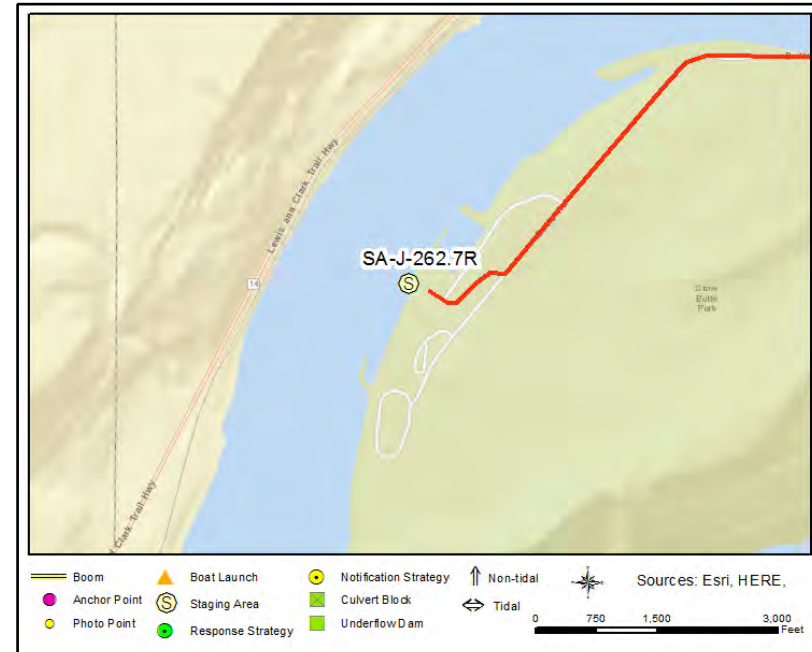 Lewis and Clark Trail Hwy
SA-J-262.7R
S
14
Crow
Butte
Park
Clark Trail Hwy
Boom
Anchor Point
Photo Point
Boat Launch
S
Staging Area
Response Strategy
Notification Strategy
Culvert Block
Underflow Dam
Non-tidal
Tidal
Sources: Esri, HERE,
0 750 1,500 3,000
Feet